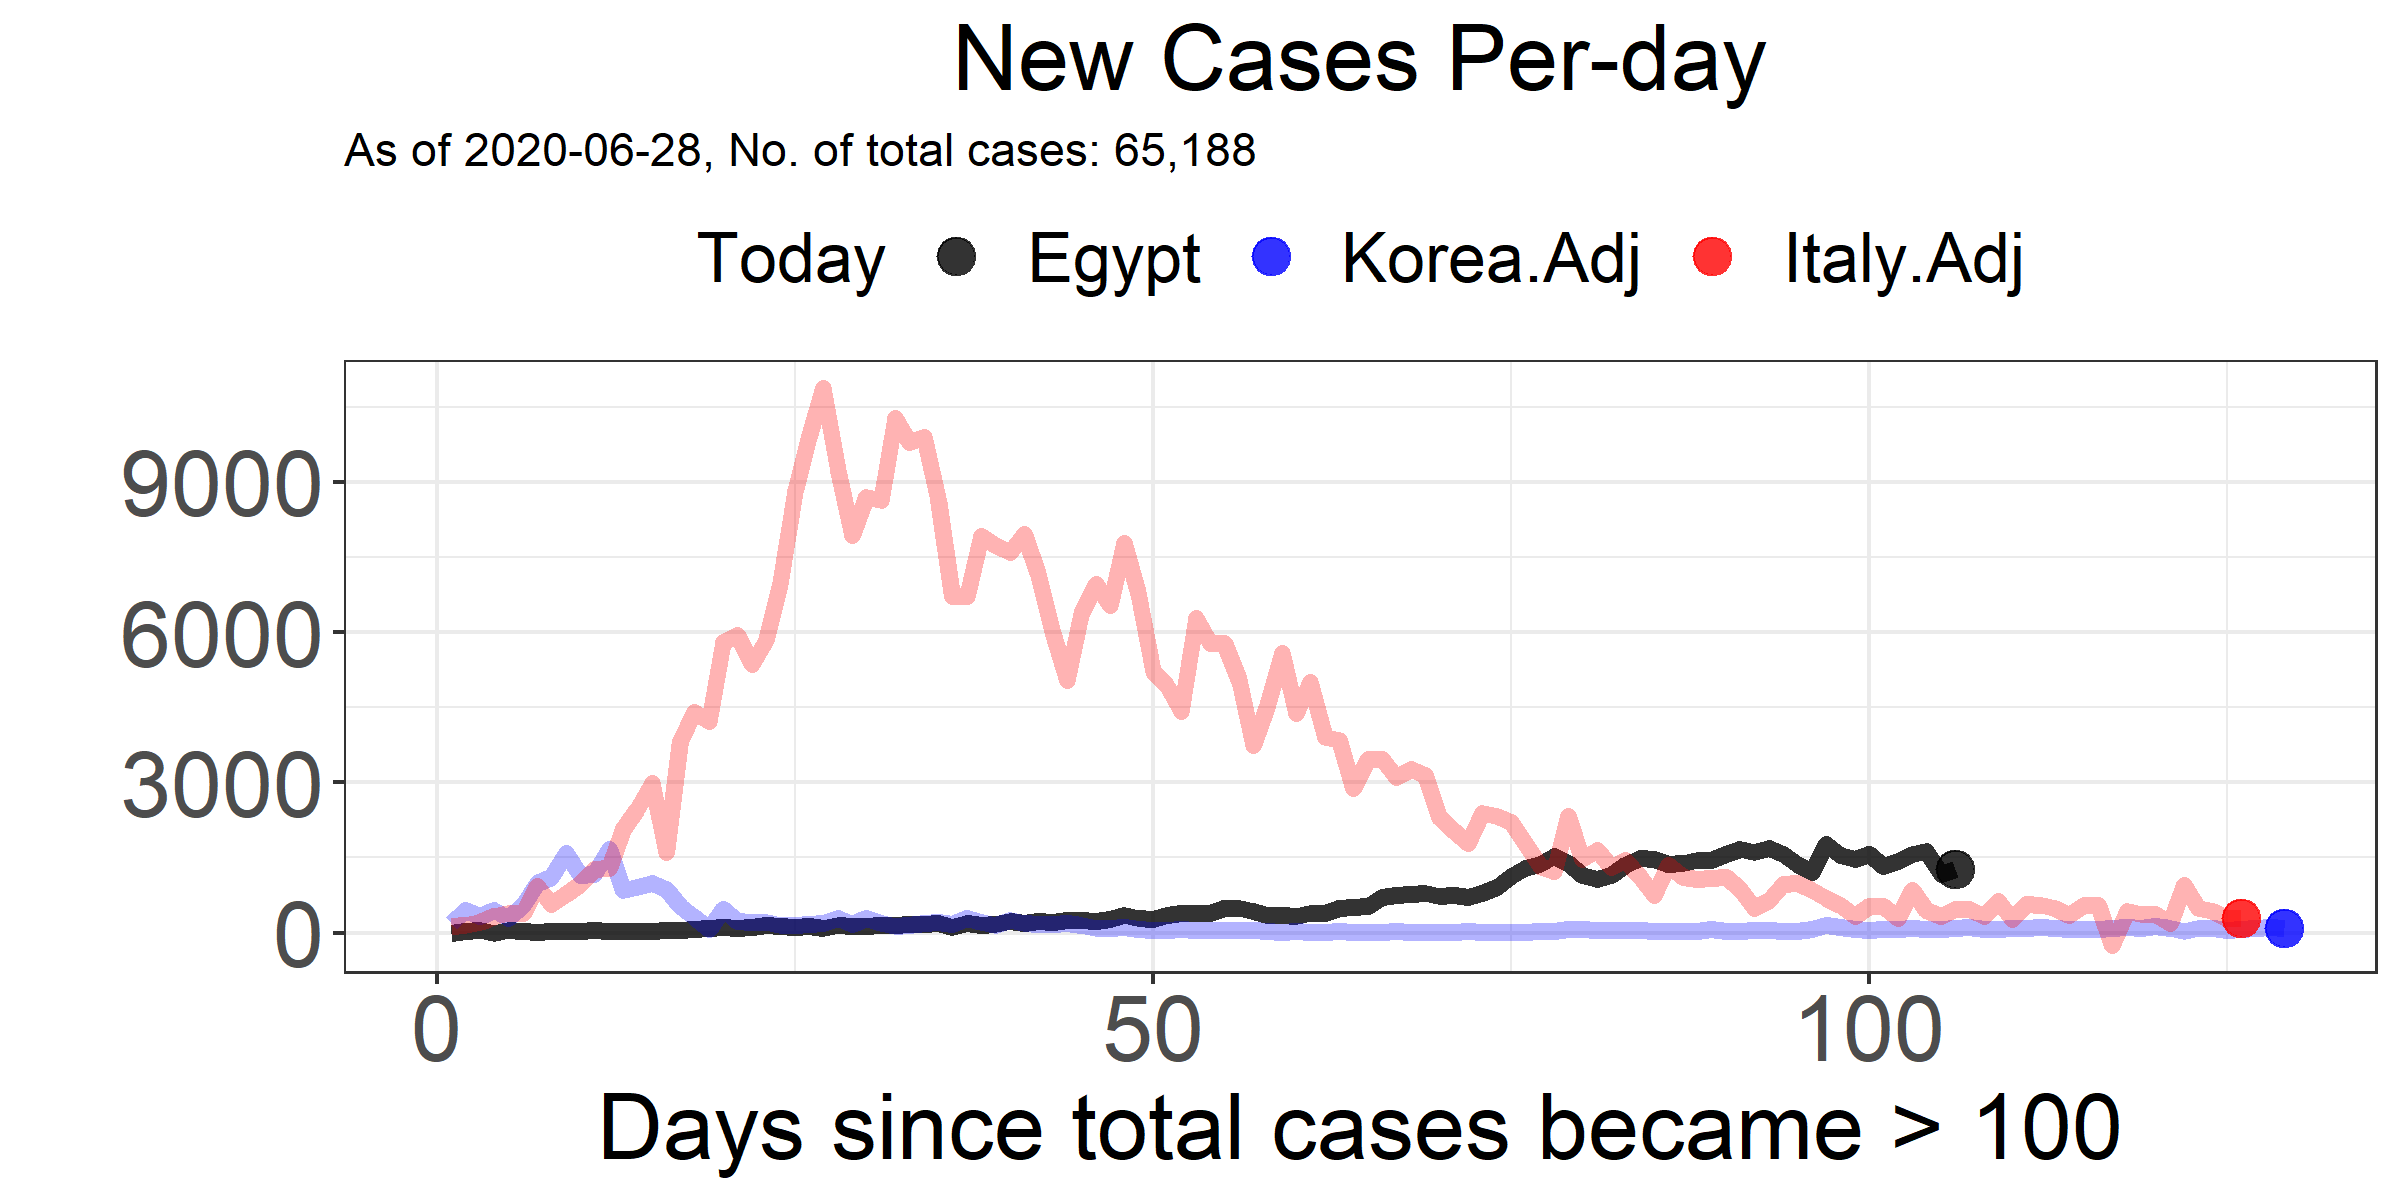 New Cases Per-day
As of 2020-06-28, No. of total cases: 65,188
Today Egypt Korea.Adj Italy.Adj
9000
6000
3000
0
0 50 100
Days since total cases became > 100